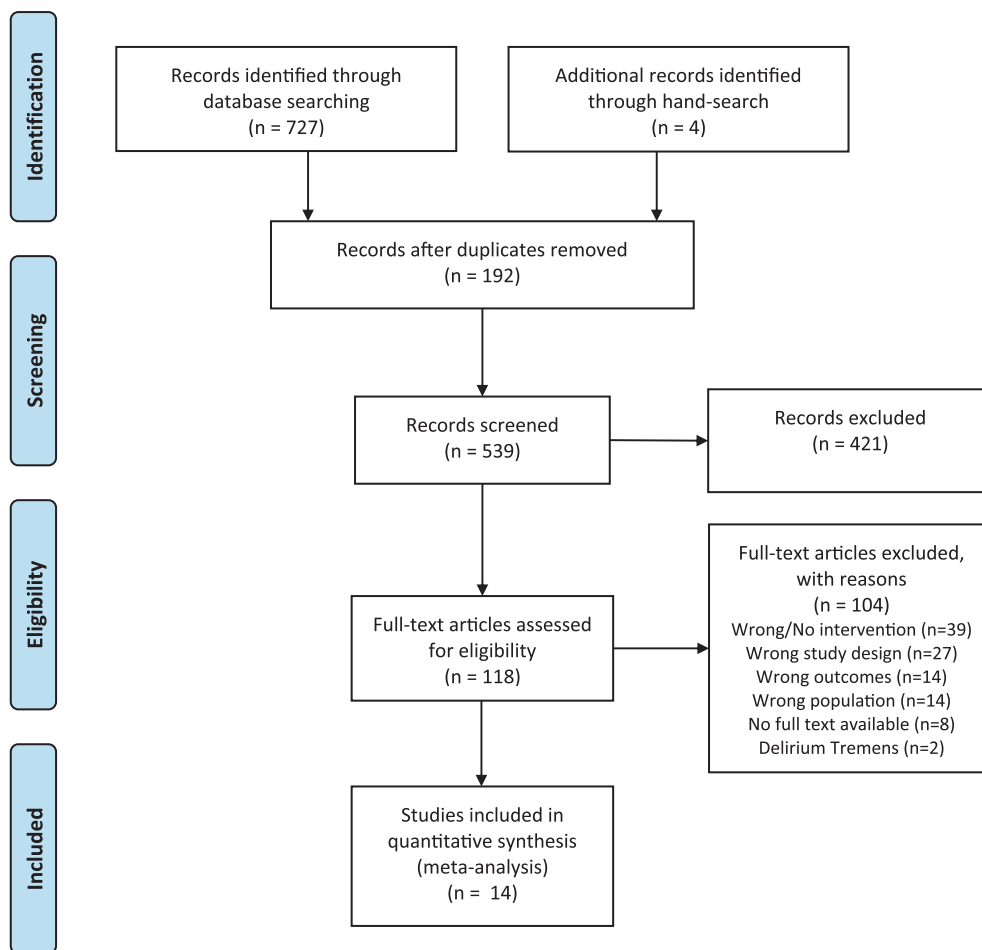 Identification
Records identified through
database searching
(n = 727)
Additional records identified
through hand-search
(n = 4)
Records after duplicates removed
(n = 192)
Screening
Records screened
(n = 539)
Records excluded
(n = 421)
Eligibility
Full-text articles assessed
for eligibility
(n = 118)
Full-text articles excluded,
with reasons
(n = 104)
Wrong/No intervention (n=39)
Wrong study design (n=27)
Wrong outcomes (n=14)
Wrong population (n=14)
No full text available (n=8)
Delirium Tremens (n=2)
Included
Studies included in
quantitative synthesis
(meta-analysis)
(n = 14)